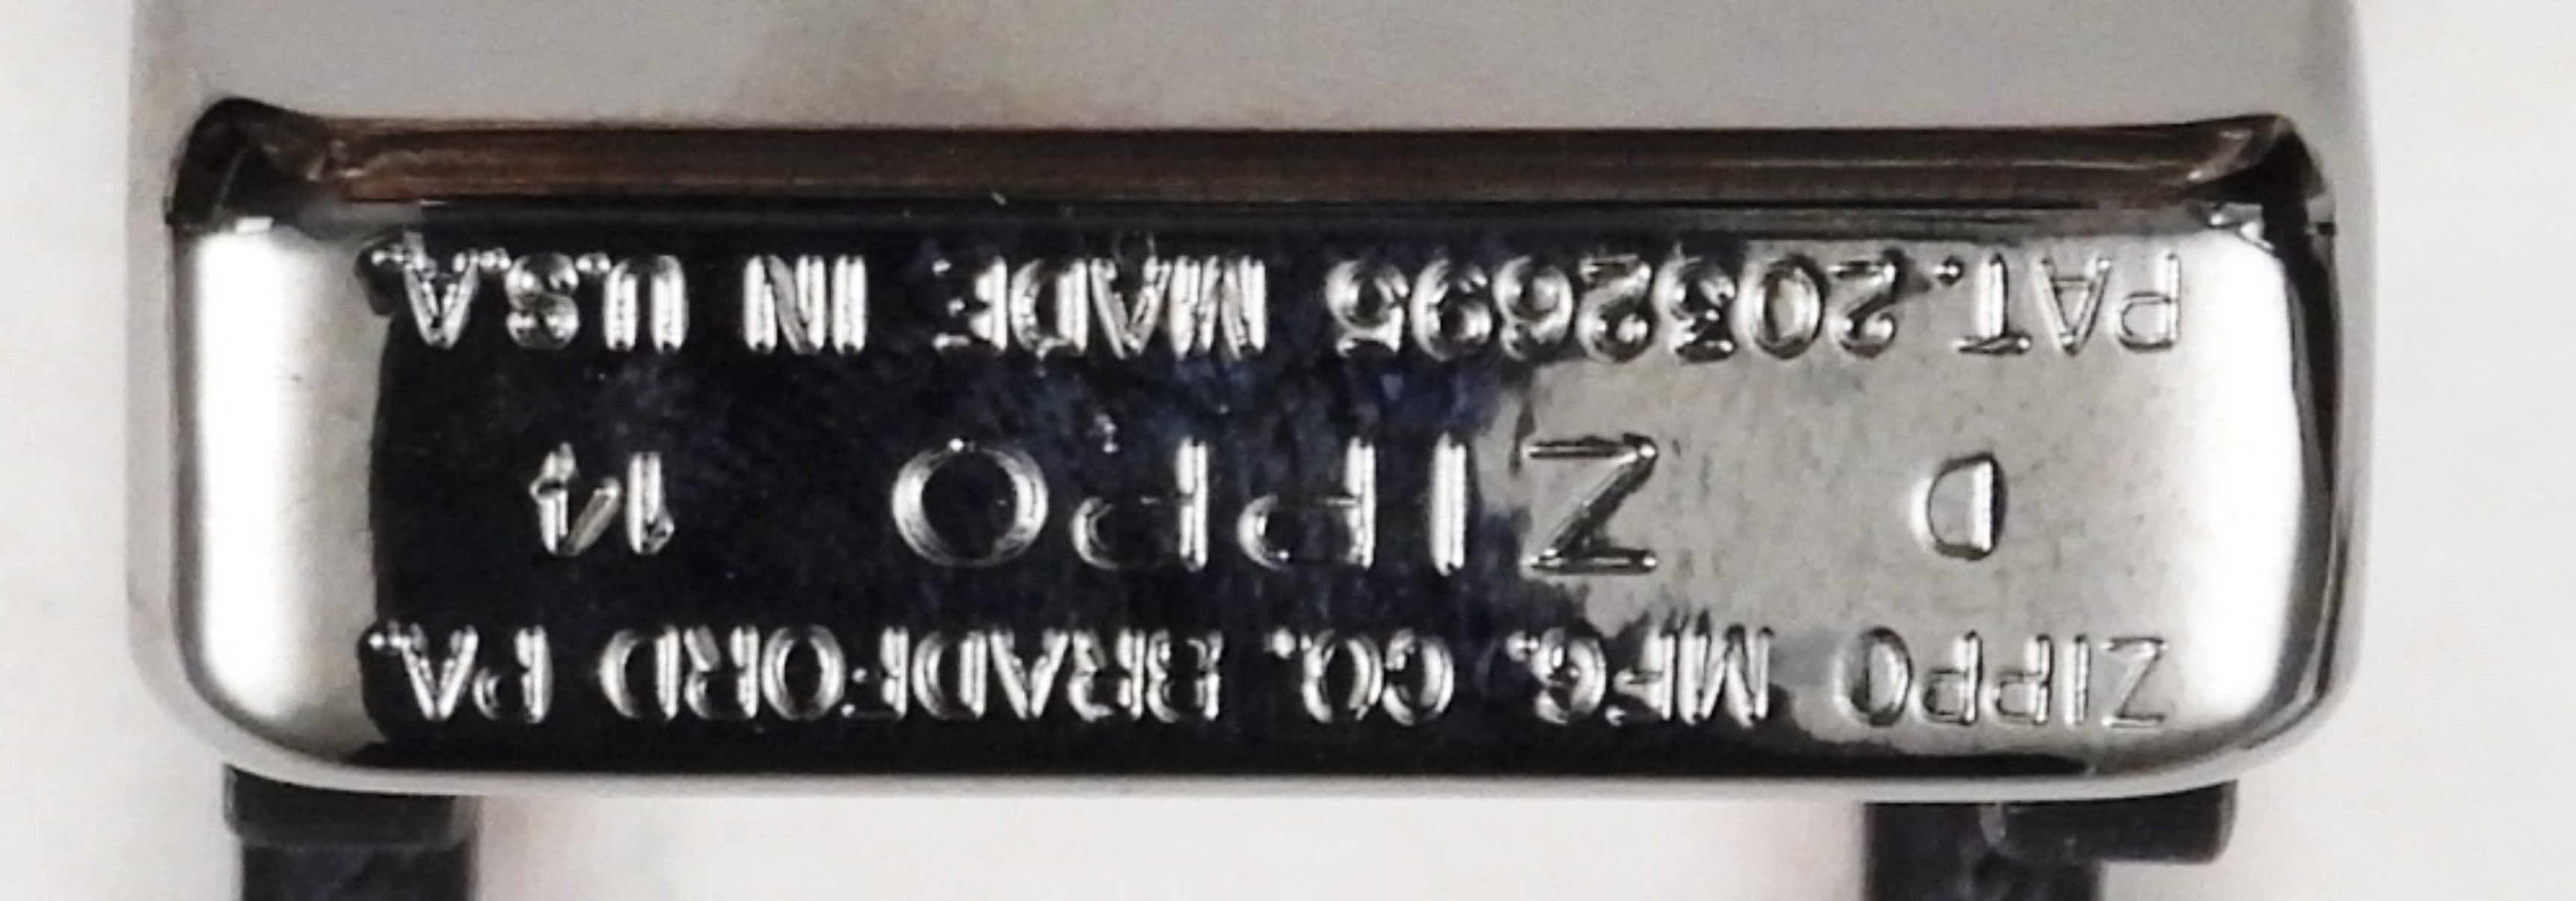 ZIPPO MFG. CO. BRADFORD PA.
D ZIPPO 14
PAT. 2032695 MADE IN U.S.A.